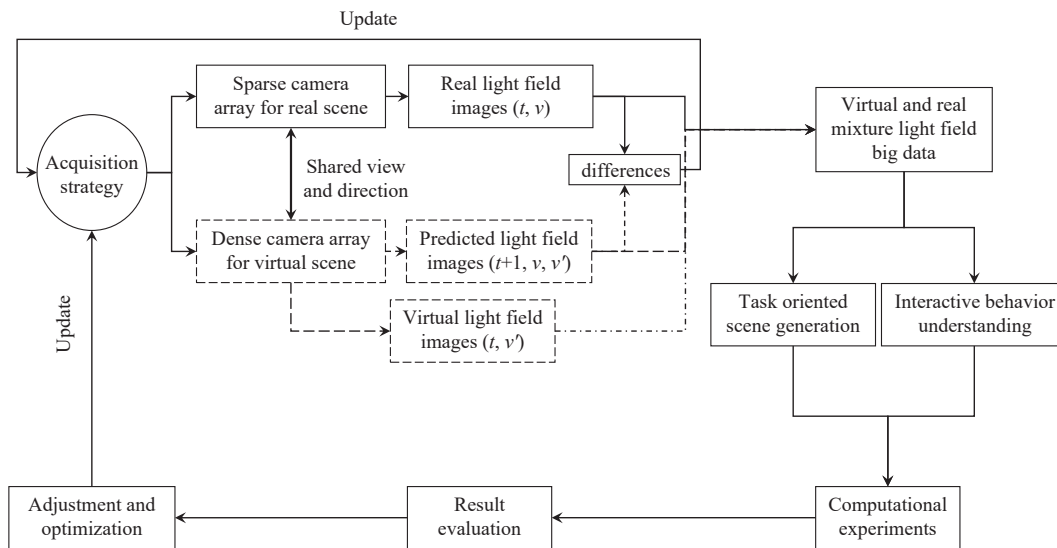 Update
Sparse camera
array for real scene
Real light field
images (t, v)
Virtual and real
mixture light field
big data
Acquisition
strategy
Shared view
and direction
differences
Dense camera array
for virtual scene
Predicted light field
images (t+1, v, v')
Virtual light field
images (t, v')
Task oriented
scene generation
Interactive behavior
understanding
Update
Adjustment and
optimization
Result
evaluation
Computational
experiments